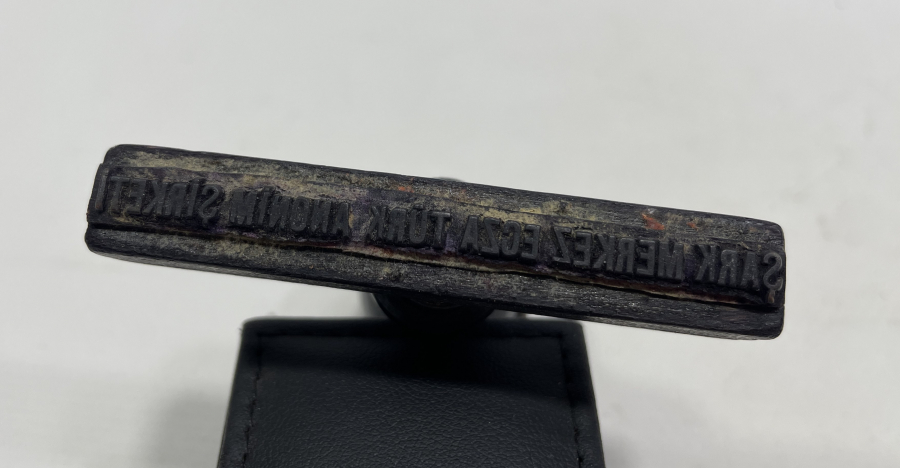 ŞARK MERKEZ ECZA TÜRK ANONİM ŞİRKETİ